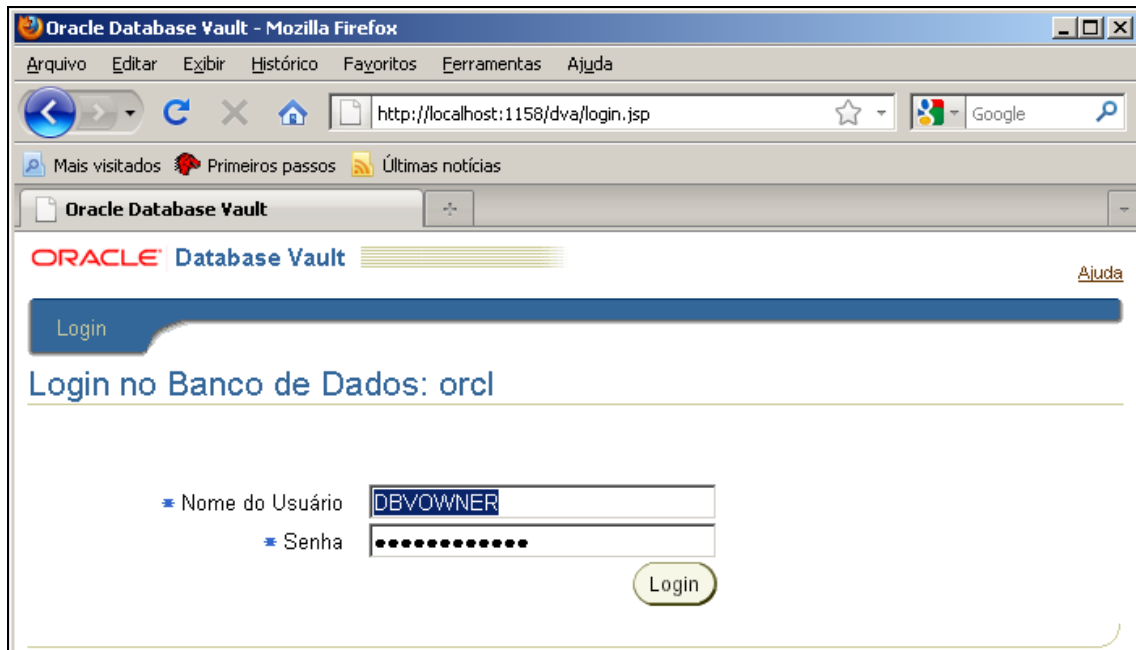 Oracle Database Vault - Mozilla Firefox
Arquivo Editar Exibir Histórico Favoritos Ferramentas Ajuda
http://localhost:1158/dva/login.jsp Google
Mais visitados Primeiros passos Últimas notícias
Oracle Database Vault
ORACLE Database Vault
Ajuda
Login
Login no Banco de Dados: orcl
* Nome do Usuário DBVOWNER
* Senha ••••••••••••
Login